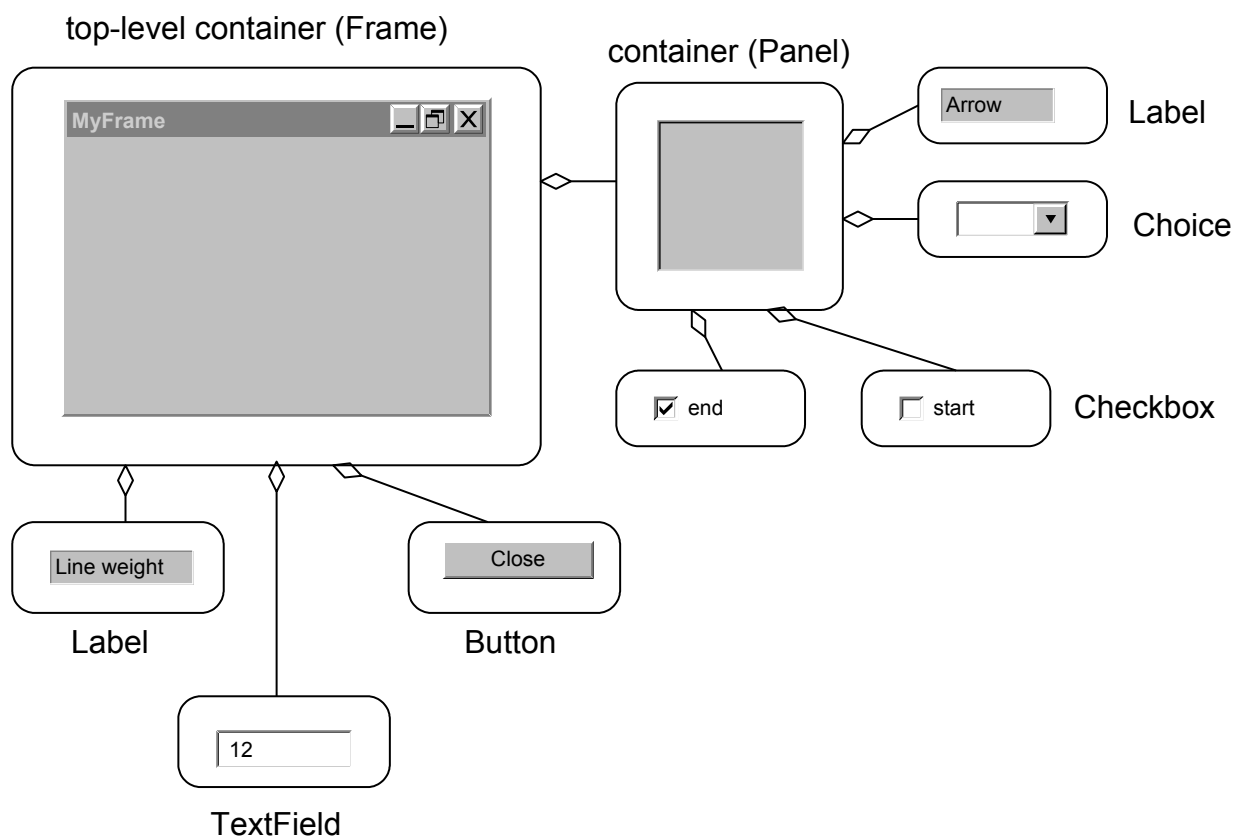 top-level container (Frame)
container (Panel)
MyFrame
Arrow
Label
Choice
end
start
Checkbox
Line weight
Close
Label
Button
12
TextField